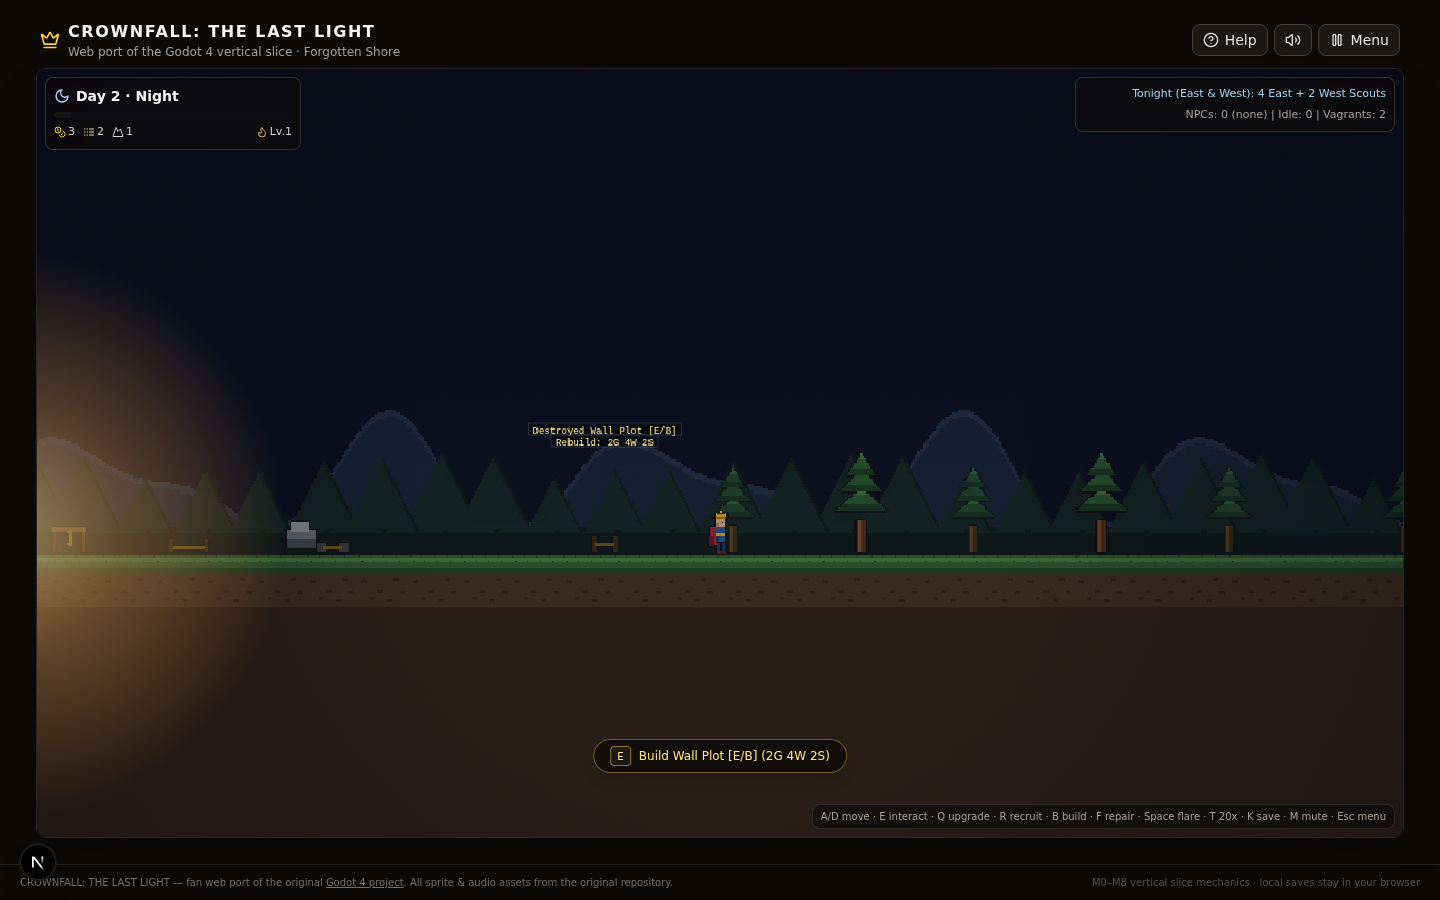 CROWNFALL: THE LAST LIGHT
Web port of the Godot 4 vertical slice · Forgotten Shore
Help
Menu
Day 2 · Night
3 2 1 Lv.1
Tonight (East & West): 4 East + 2 West Scouts
NPCs: 0 (none) | Idle: 0 | Vagrants: 2
Destroyed Wall Plot [E/B]
Rebuild: 2G 4W 2S
E Build Wall Plot [E/B] (2G 4W 2S)
A/D move · E interact · Q upgrade · R recruit · B build · F repair · Space flare · T 20x · K save · M mute · Esc menu
N
CROWNFALL: THE LAST LIGHT — fan web port of the original Godot 4 project. All sprite & audio assets from the original repository.
M0–M8 vertical slice mechanics · local saves stay in your browser